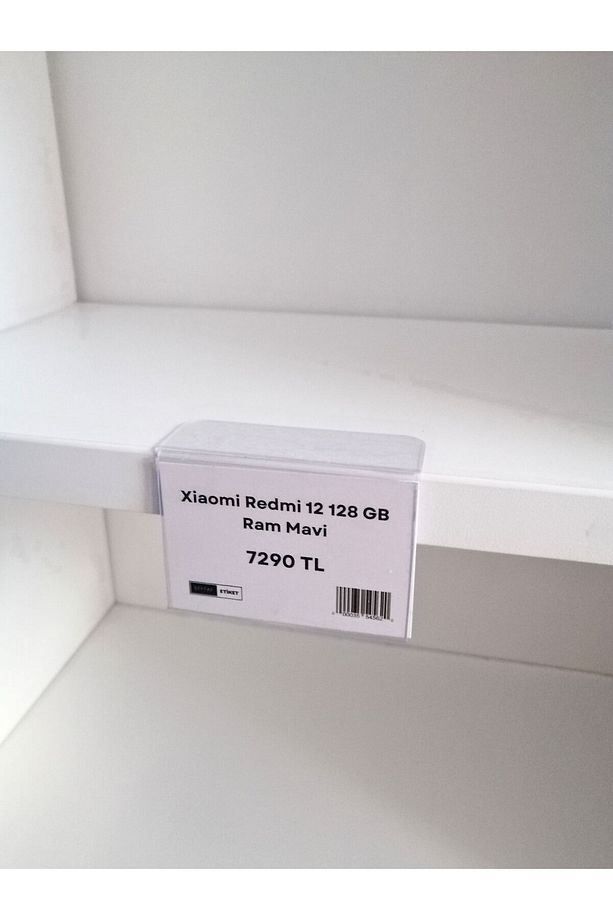 Xiaomi Redmi 12 128 GB
Ram Mavi
7290 TL
ETİKET